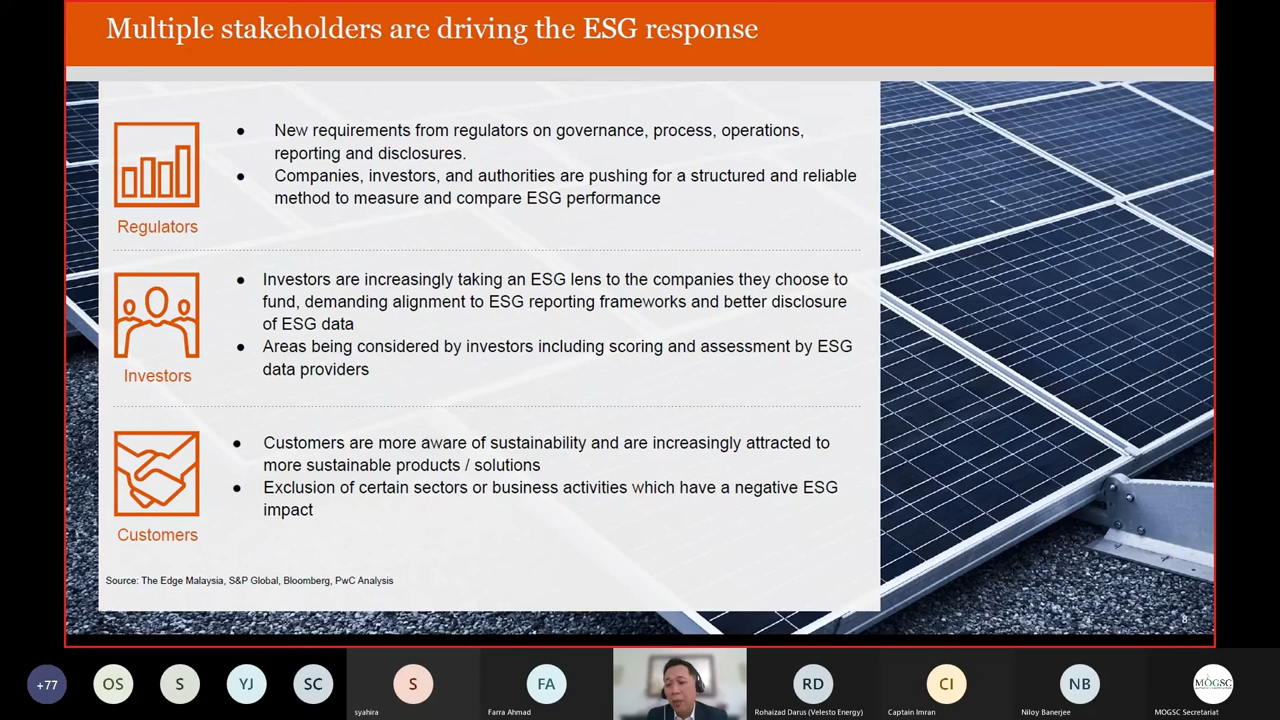 Multiple stakeholders are driving the ESG response
● New requirements from regulators on governance, process, operations,
reporting and disclosures.
● Companies, investors, and authorities are pushing for a structured and reliable
method to measure and compare ESG performance
Regulators
● Investors are increasingly taking an ESG lens to the companies they choose to
fund, demanding alignment to ESG reporting frameworks and better disclosure
of ESG data
● Areas being considered by investors including scoring and assessment by ESG
data providers
Investors
● Customers are more aware of sustainability and are increasingly attracted to
more sustainable products / solutions
● Exclusion of certain sectors or business activities which have a negative ESG
impact
Customers
Source: The Edge Malaysia, S&P Global, Bloomberg, PwC Analysis
8
+77
OS
S
YJ
SC
S
syahira
FA
Farra Ahmad
RD
Rohaizad Darus (Velesto Energy)
CI
Captain Imran
NB
Niloy Banerjee
MOGSC
MOGSC Secretariat